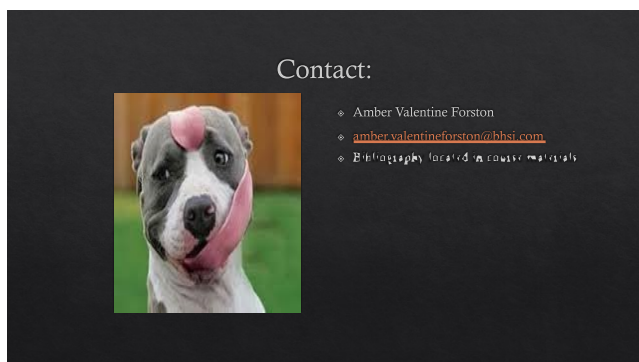 Contact:
Amber Valentine Forston
amber.valentineforston@bhsi.com
Bibliography located in course materials